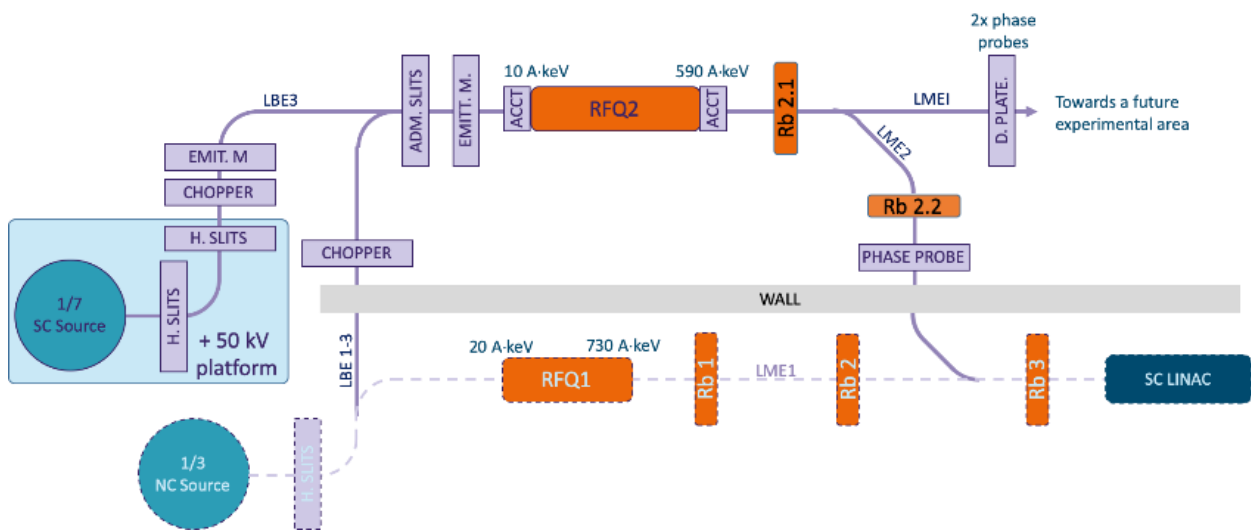 2x phase
probes
10 A·keV
590 A·keV
LBE3
ADM. SLITS
EMITT. M.
ACCT
RFQ2
ACCT
Rb 2.1
LMEI
D. PLATE.
Towards a future
experimental area
LME2
EMIT. M
CHOPPER
Rb 2.2
H. SLITS
CHOPPER
PHASE PROBE
1/7
SC Source
H. SLITS
+ 50 kV
platform
WALL
LBE 1-3
20 A·keV
730 A·keV
RFQ1
Rb 1
LME1
Rb 2
Rb 3
SC LINAC
1/3
NC Source
H. SLITS